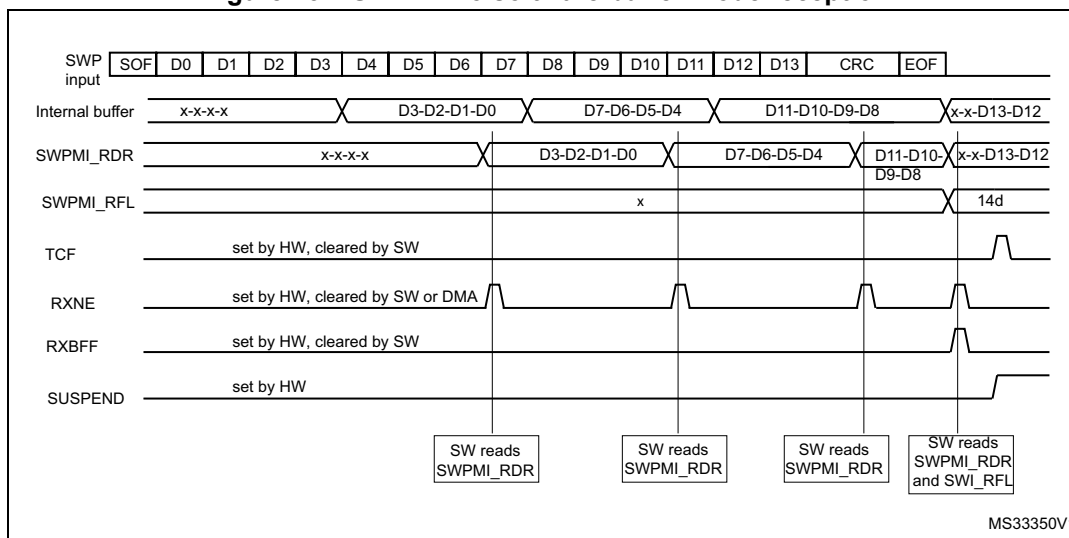 SWP input
SOF D0 D1 D2 D3 D4 D5 D6 D7 D8 D9 D10 D11 D12 D13 CRC EOF
Internal buffer
x-x-x-x D3-D2-D1-D0 D7-D6-D5-D4 D11-D10-D9-D8 x-x-D13-D12
SWPMI_RDR
x-x-x-x D3-D2-D1-D0 D7-D6-D5-D4 D11-D10-
D9-D8
x-x-D13-D12
SWPMI_RFL
x 14d
TCF
set by HW, cleared by SW
RXNE
set by HW, cleared by SW or DMA
RXBFF
set by HW, cleared by SW
SUSPEND
set by HW
SW reads
SWPMI_RDR
SW reads
SWPMI_RDR
SW reads
SWPMI_RDR
SW reads
SWPMI_RDR
and SWI_RFL
MS33350V